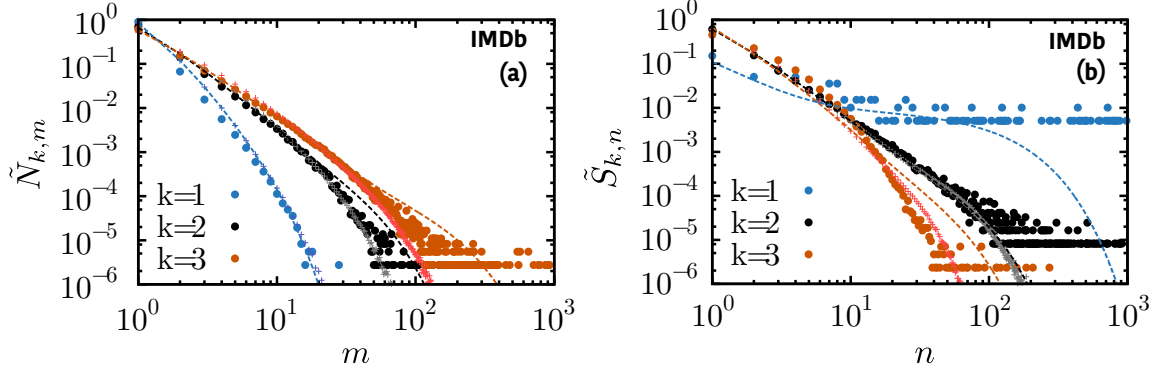 10^0
10^{-1}
10^{-2}
10^{-3}
10^{-4}
10^{-5}
10^{-6}
Ñ_{k,m}
IMDb
(a)
k=1
k=2
k=3
10^0 10^1 10^2 10^3
m
10^0
10^{-1}
10^{-2}
10^{-3}
10^{-4}
10^{-5}
10^{-6}
S̃_{k,n}
IMDb
(b)
k=1
k=2
k=3
10^0 10^1 10^2 10^3
n